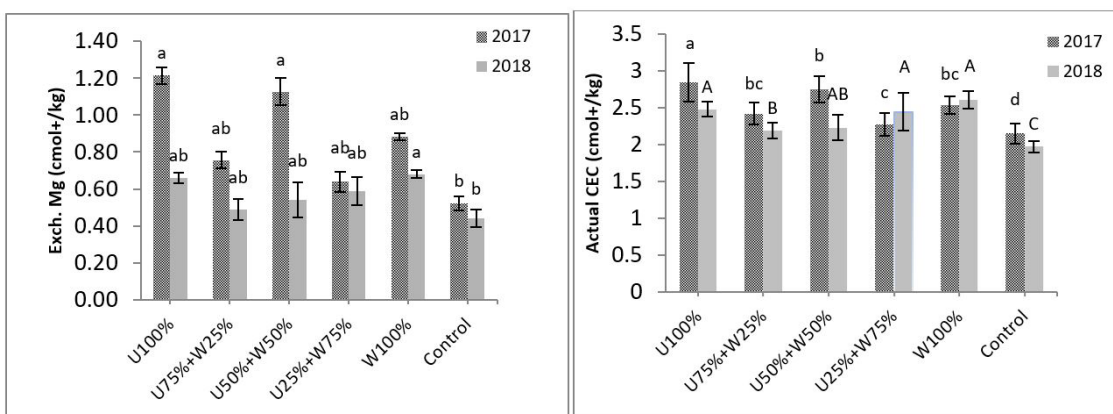 Exch. Mg (cmol+/kg)
1.40
1.20
1.00
0.80
0.60
0.40
0.20
0.00
2017
2018
a
ab
ab
ab
a
ab
ab ab
ab
a
b b
U100%
U75%+W25%
U50%+W50%
U25%+W75%
W100%
Control
Actual CEC (cmol+/kg)
3.5
3
2.5
2
1.5
1
0.5
0
2017
2018
a
A
bc
B
b
AB
c
A
bc
A
d
C
U100%
U75%+W25%
U50%+W50%
U25%+W75%
W100%
Control